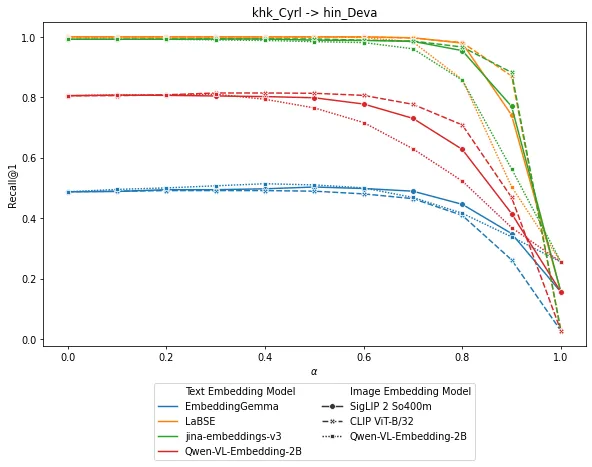 khk_Cyrl -> hin_Deva
Recall@1
1.0
0.8
0.6
0.4
0.2
0.0
0.0 0.2 0.4 0.6 0.8 1.0
α
Text Embedding Model
EmbeddingGemma
LaBSE
jina-embeddings-v3
Qwen-VL-Embedding-2B
Image Embedding Model
SigLIP 2 So400m
CLIP ViT-B/32
Qwen-VL-Embedding-2B